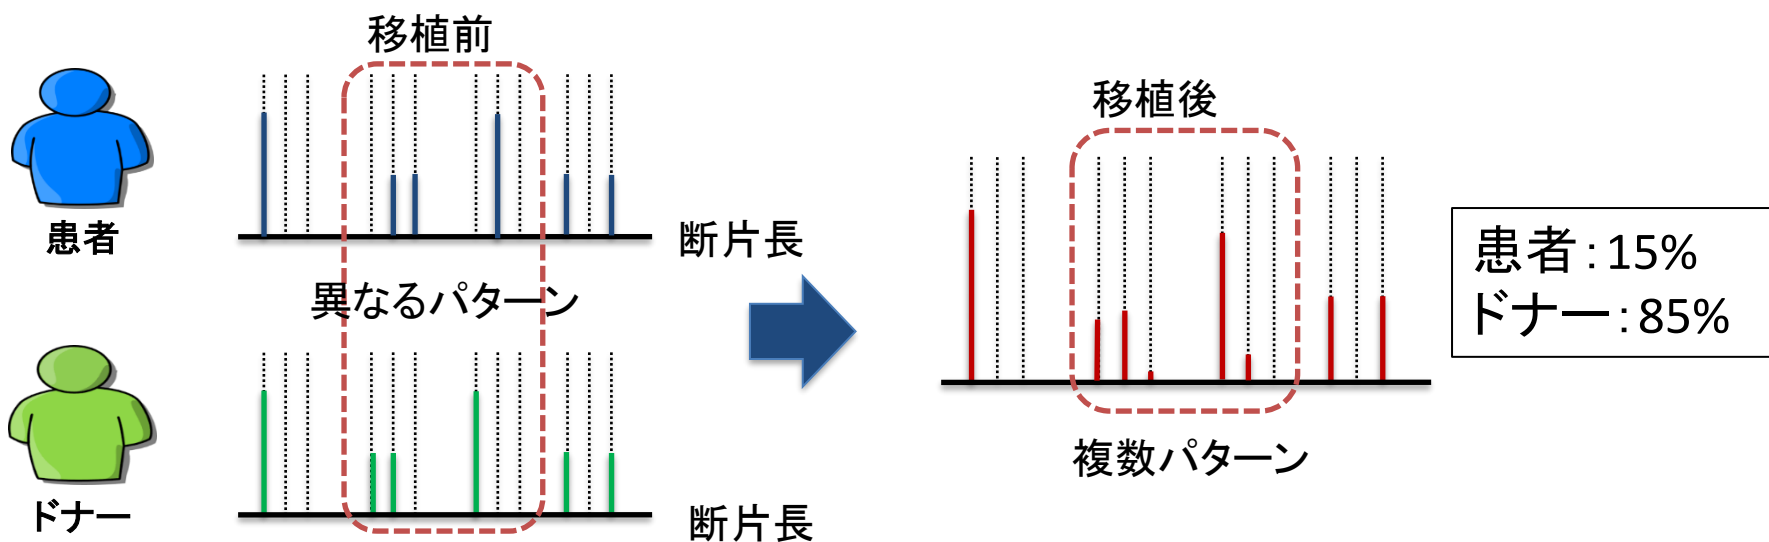 移植前
患者
断片長
異なるパターン
ドナー
断片長
移植後
複数パターン
患者：15%
ドナー：85%